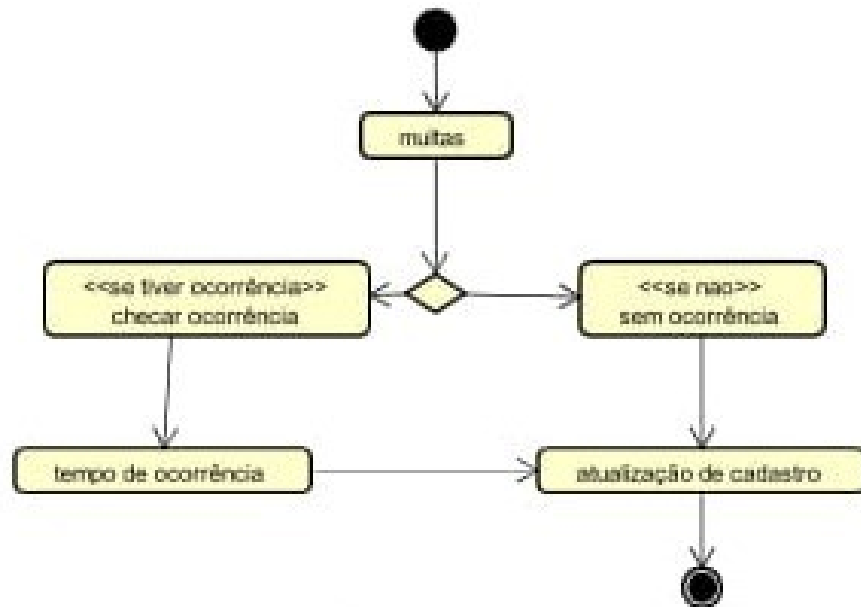 multas
<<se tiver ocorrência>>
checar ocorrência
<<se nao>>
sem ocorrência
tempo de ocorrência
atualização de cadastro